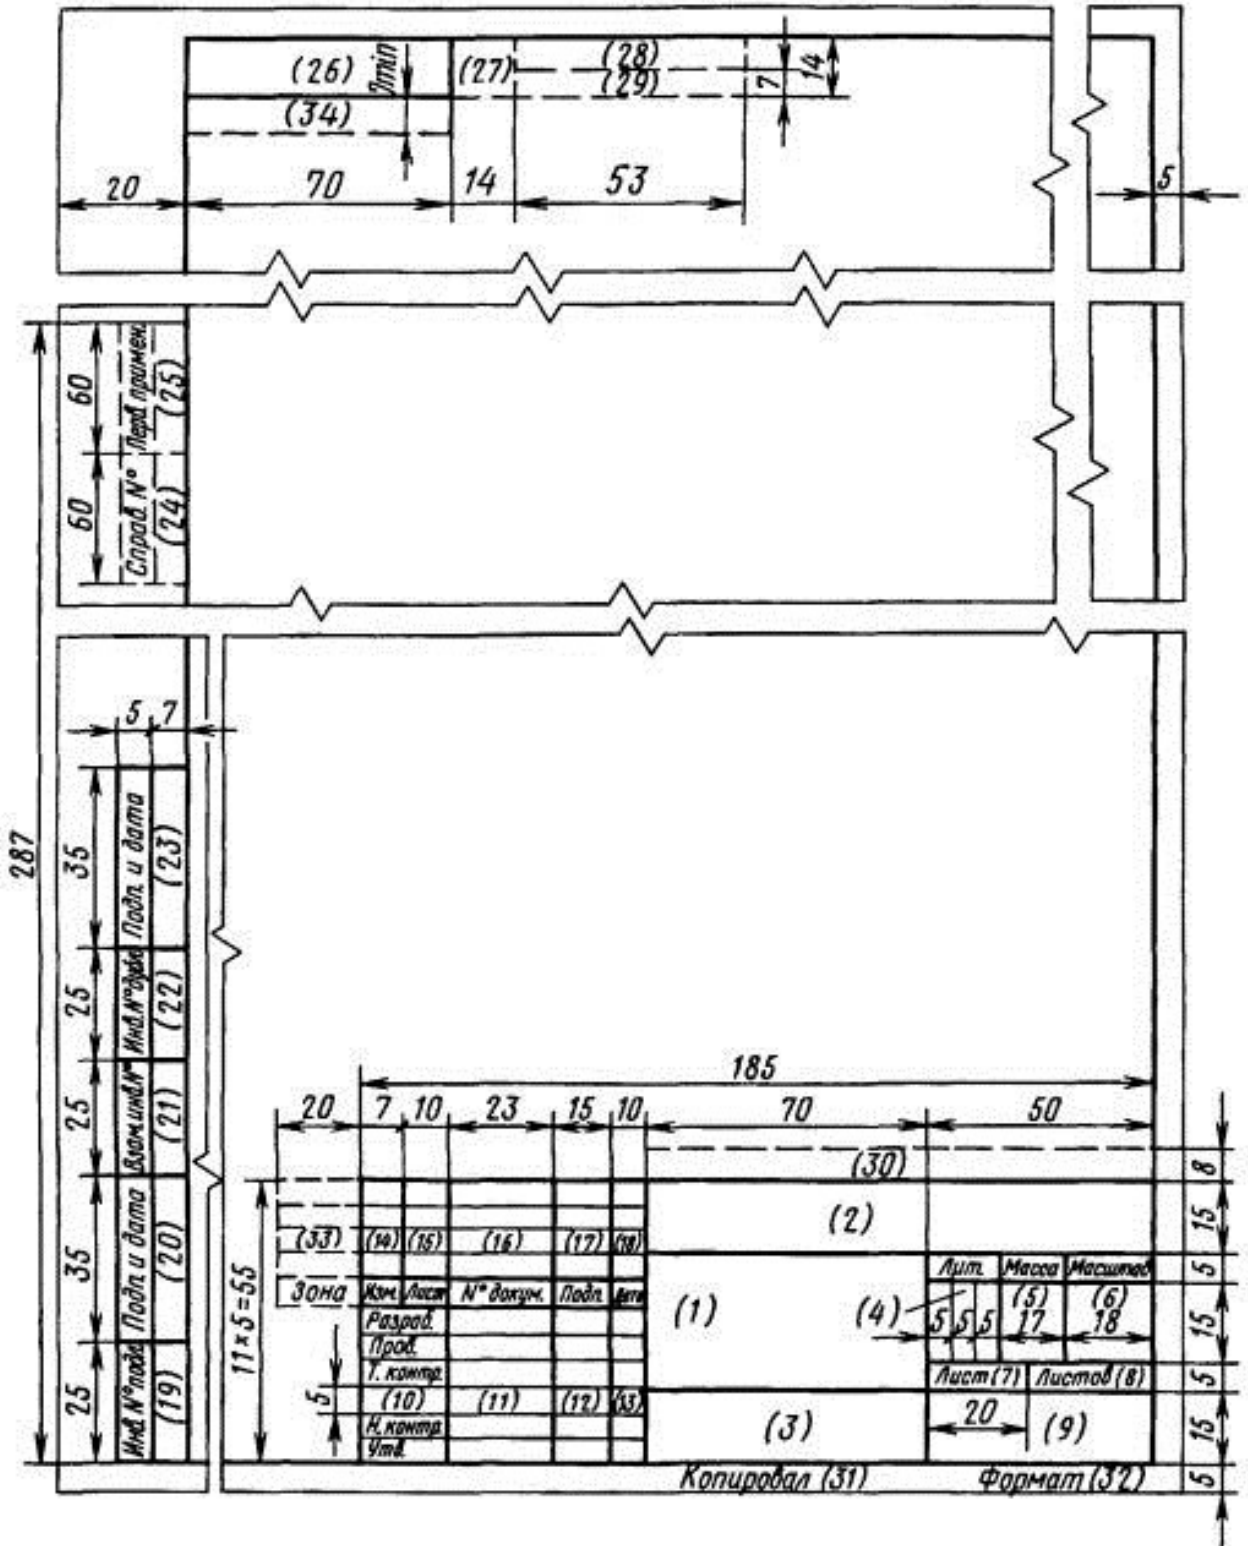 (26) 7min (27) (28)
(29) 7 14
(34)
20 70 14 53 5
287
60 Перв. примен. (25)
60 Справ. № (24)
5 7
35 Подп. и дата (23)
25 Инв. № дубл. (22)
25 Взам. инв. № (21)
35 Подп. и дата (20)
25 Инв. № подл. (19)
185
20 7 10 23 15 10 70 50
(30) 8
(2) 15
(33) (14) (15) (16) (17) (18)
Лит. Масса Масштаб 5
Зона Изм. Лист № докум. Подп. Дата
(1) (4) (5) (6)
5 5 5 17 18 15
11×5=55
Разраб.
Пров.
Т. контр. Лист (7) Листов (8) 5
5 (10) (11) (12) (13)
(3) 20 (9) 15
Н. контр.
Утв.
Копировал (31) Формат (32) 5